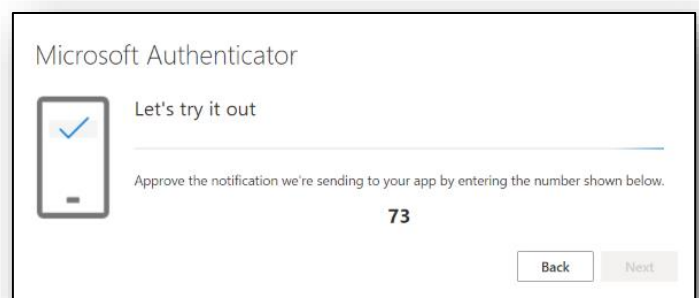 Microsoft Authenticator
Let's try it out
Approve the notification we're sending to your app by entering the number shown below.
73
Back
Next